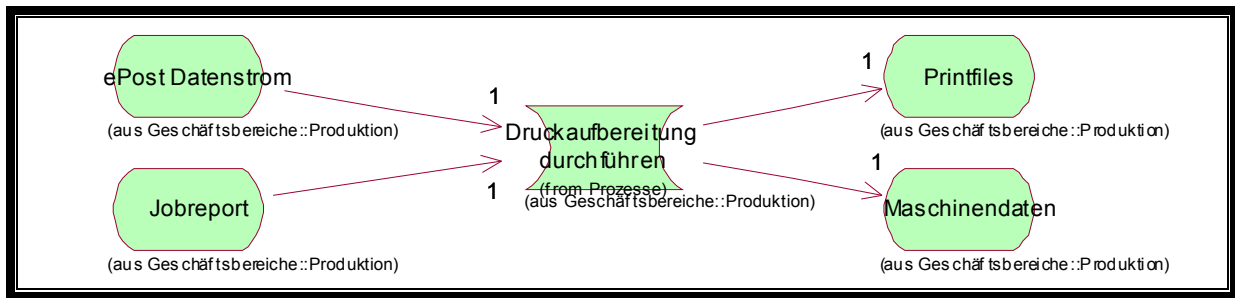 ePost Datenstrom
(aus Geschäftsbereiche::Produktion)
Jobreport
(aus Geschäftsbereiche::Produktion)
1
1
Druckaufbereitung
durchführen
(from Prozesse)
(aus Geschäftsbereiche::Produktion)
1
Printfiles
(aus Geschäftsbereiche::Produktion)
1
Maschinendaten
(aus Geschäftsbereiche::Produktion)